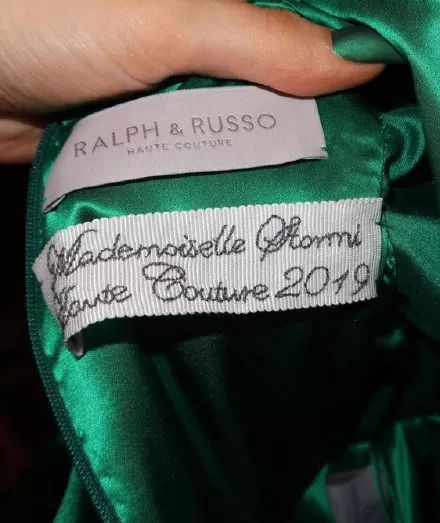 RALPH & RUSSO
HAUTE COUTURE
Mademoiselle Stormi
Haute Couture 2019